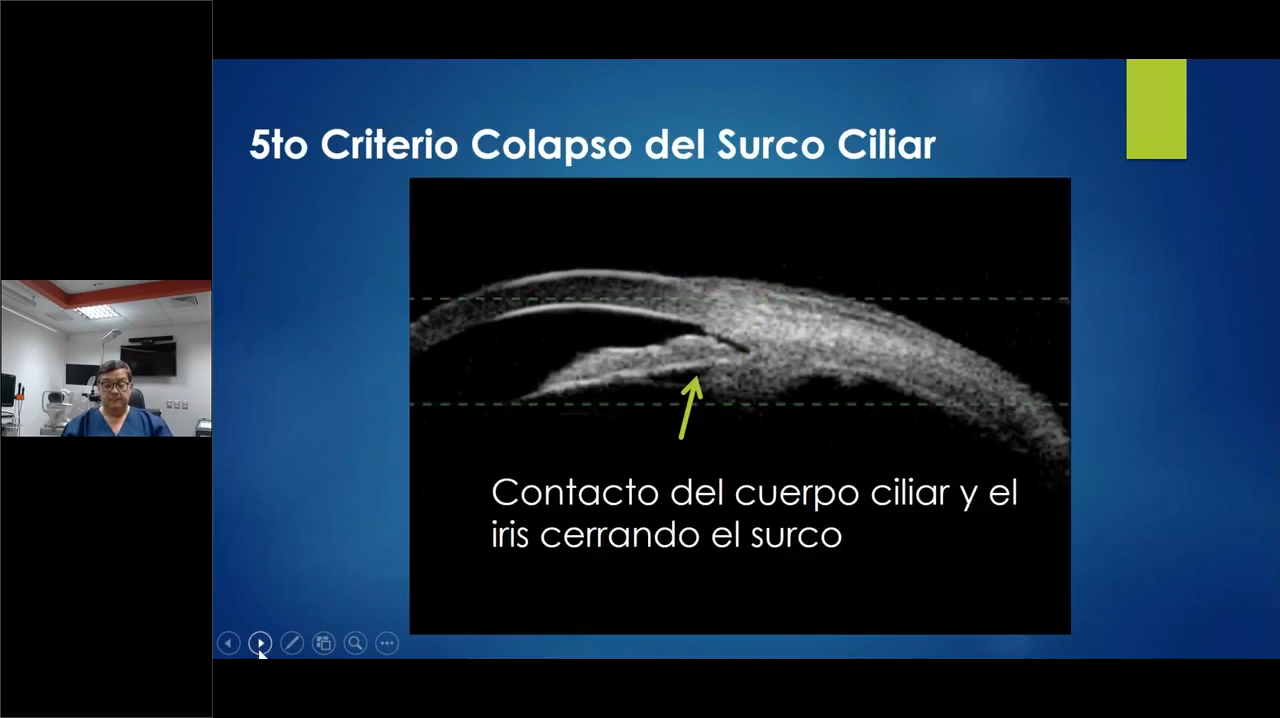 5to Criterio Colapso del Surco Ciliar
Contacto del cuerpo ciliar y el
iris cerrando el surco